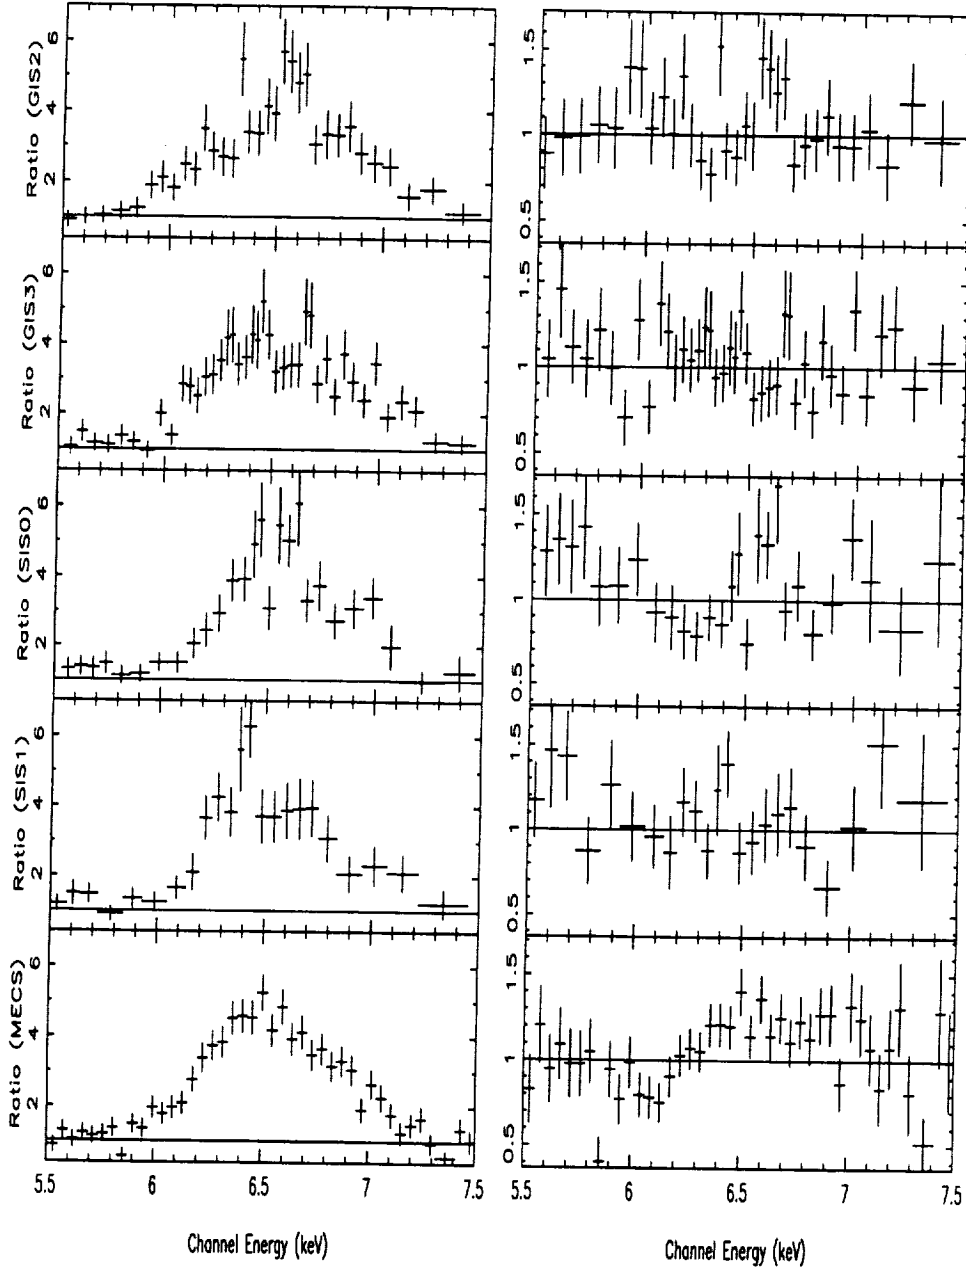 Ratio (GIS2)
2 4 6
Ratio (GIS3)
2 4 6
Ratio (SIS0)
2 4 6
Ratio (SIS1)
2 4 6
Ratio (MECS)
2 4 6
5.5 6 6.5 7 7.5
Channel Energy (keV)
0.5 1 1.5
0.5 1 1.5
0.5 1 1.5
0.5 1 1.5
0.5 1 1.5
5.5 6 6.5 7 7.5
Channel Energy (keV)